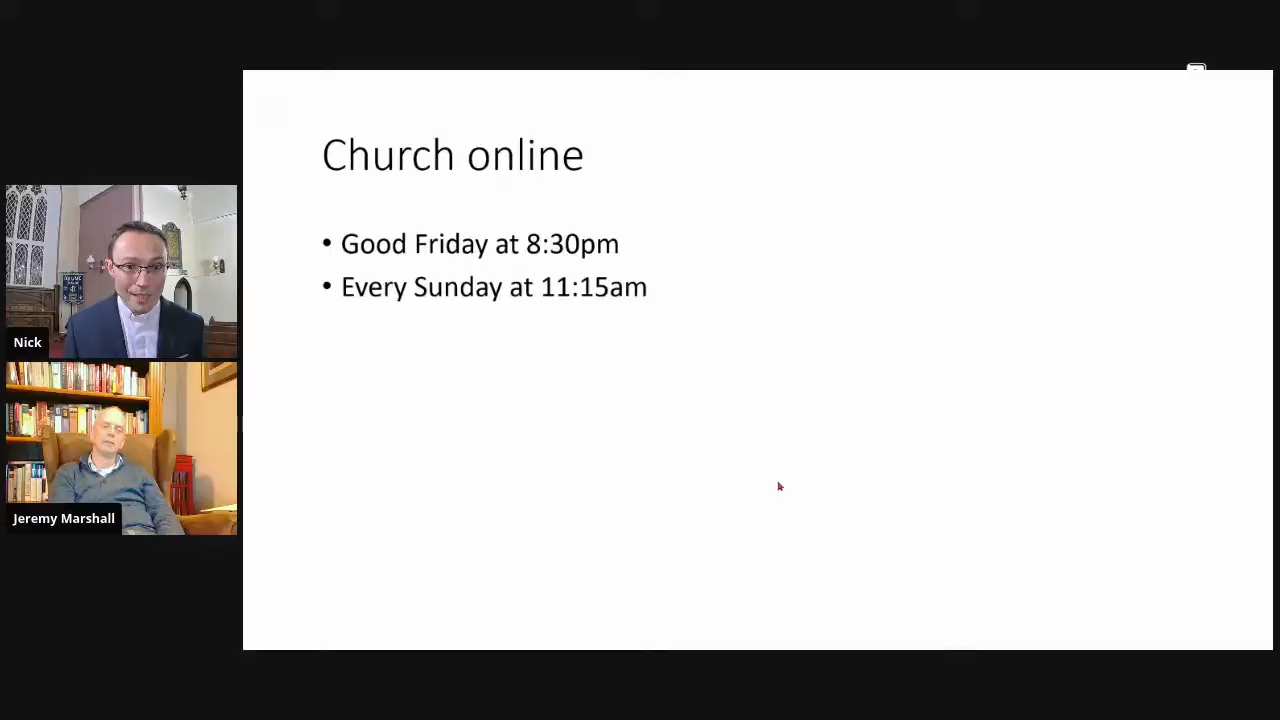 Church online
• Good Friday at 8:30pm
• Every Sunday at 11:15am
Nick
Jeremy Marshall